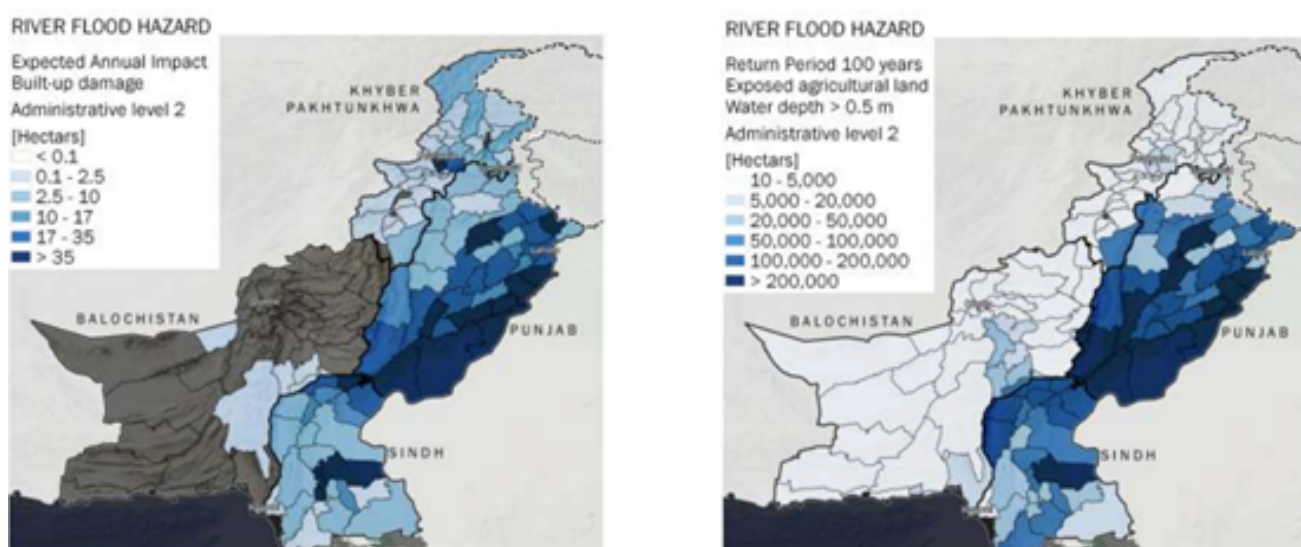 RIVER FLOOD HAZARD
Expected Annual Impact
Built-up damage
Administrative level 2
[Hectars]
< 0.1
0.1 - 2.5
2.5 - 10
10 - 17
17 - 35
> 35
KHYBER
PAKHTUNKHWA
BALOCHISTAN
PUNJAB
SINDH
RIVER FLOOD HAZARD
Return Period 100 years
Exposed agricultural land
Water depth > 0.5 m
Administrative level 2
[Hectars]
10 - 5,000
5,000 - 20,000
20,000 - 50,000
50,000 - 100,000
100,000 - 200,000
> 200,000
KHYBER
PAKHTUNKHWA
BALOCHISTAN
PUNJAB
SINDH